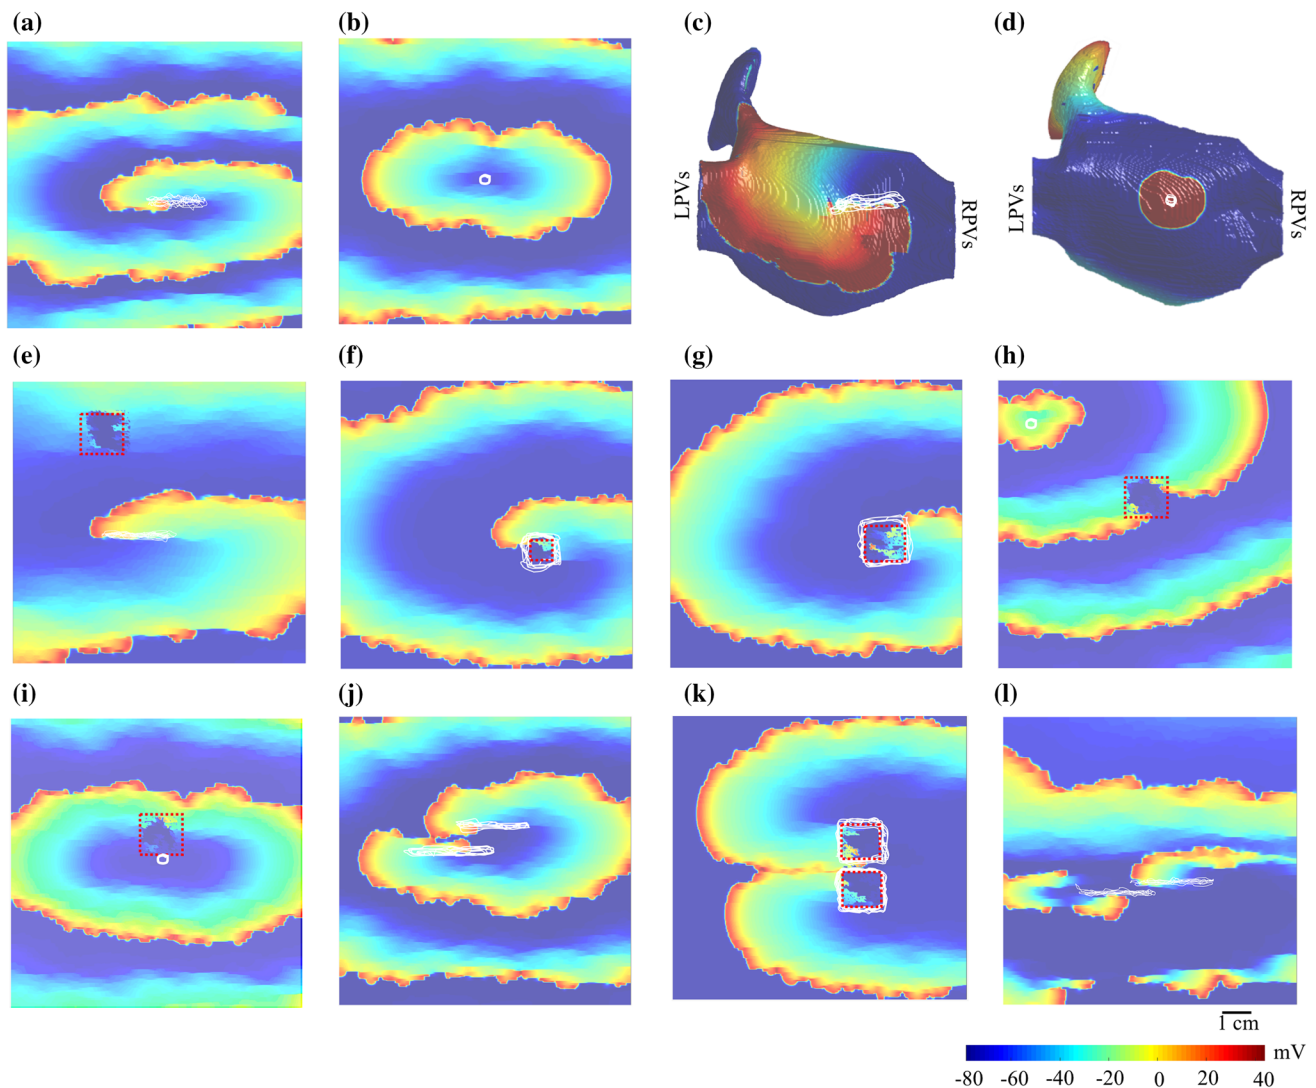 (a)
(b)
(c)
(d)
LPVs
RPVs
LPVs
RPVs
(e)
(f)
(g)
(h)
(i)
(j)
(k)
(l)
1 cm
mV
-80 -60 -40 -20 0 20 40